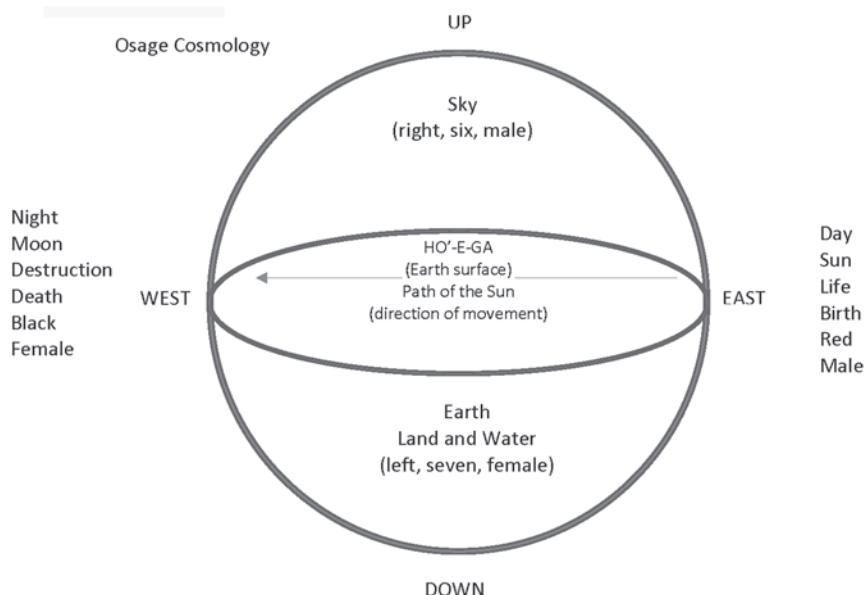 UP
Osage Cosmology
Sky
(right, six, male)
Night
Moon
Destruction
Death
Black
Female
WEST
HO'-E-GA
(Earth surface)
Path of the Sun
(direction of movement)
EAST
Day
Sun
Life
Birth
Red
Male
Earth
Land and Water
(left, seven, female)
DOWN